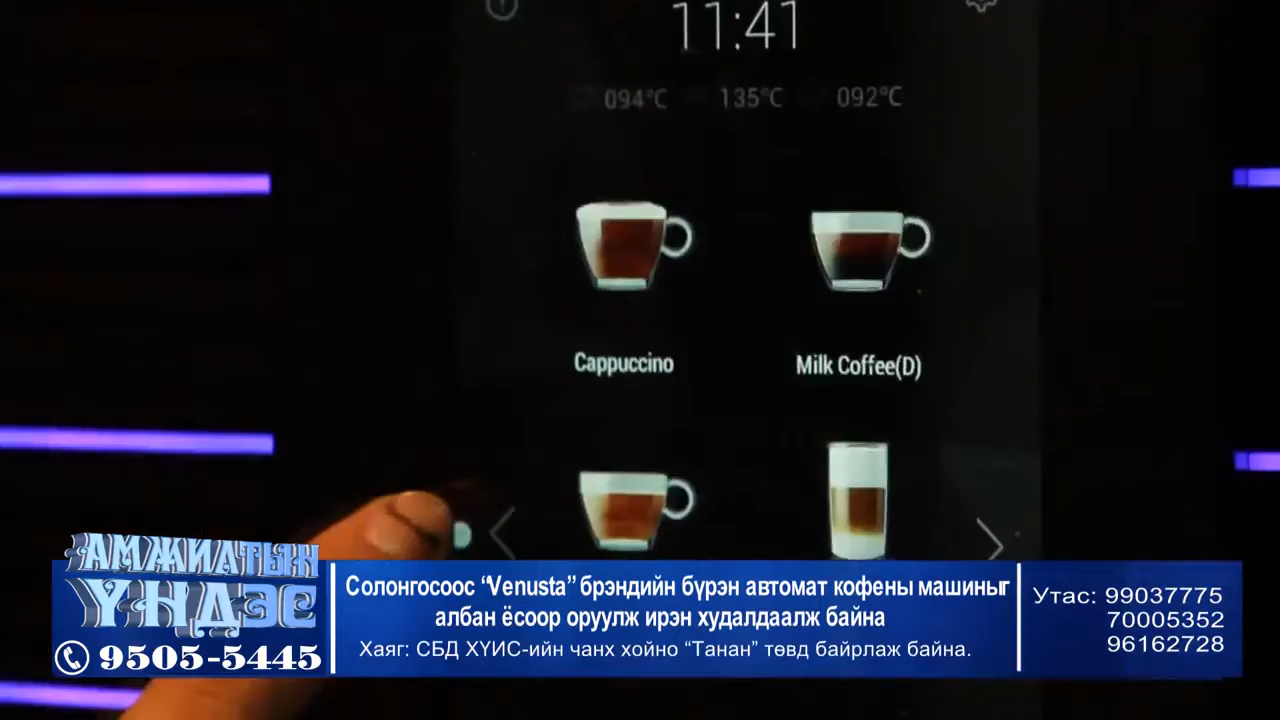 11:41
094°C 135°C 092°C
Cappuccino
Milk Coffee(D)
АМЖИЛТЫН
ҮНДЭС
9505-5445
Солонгосоос “Venusta” брэндийн бүрэн автомат кофены машиныг
албан ёсоор оруулж ирэн худалдаалж байна
Хаяг: СБД ХҮИС-ийн чанх хойно “Танан” төвд байрлаж байна.
Утас: 99037775
70005352
96162728